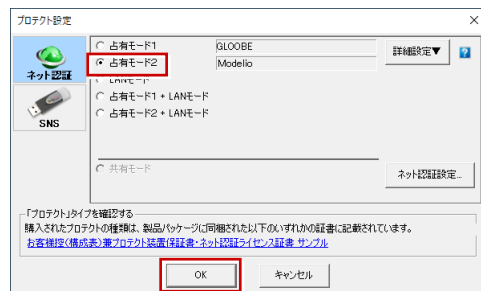 プロテクト設定
占有モード1 GLOOBE 詳細設定▼
占有モード2 Modelio
ネット認証
LANモード
占有モード1 + LANモード
占有モード2 + LANモード
SNS
共有モード
ネット認証設定...
「プロテクト」タイプを確認する
購入されたプロテクトの種類は、製品パッケージに同梱された以下のいずれかの証書に記載されています。
お客様控(構成表)兼プロテクト装置保証書・ネット認証ライセンス証書 サンプル
OK キャンセル